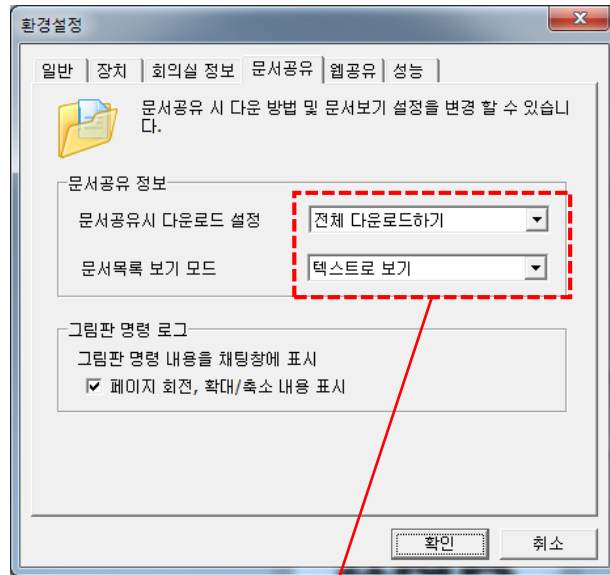 환경설정
일반 장치 회의실 정보 문서공유 웹공유 성능
문서공유 시 다운 방법 및 문서보기 설정을 변경 할 수 있습니
다.
문서공유 정보
문서공유시 다운로드 설정 전체 다운로드하기
문서목록 보기 모드 텍스트로 보기
그림판 명령 로그
그림판 명령 내용을 채팅창에 표시
페이지 회전, 확대/축소 내용 표시
확인 취소